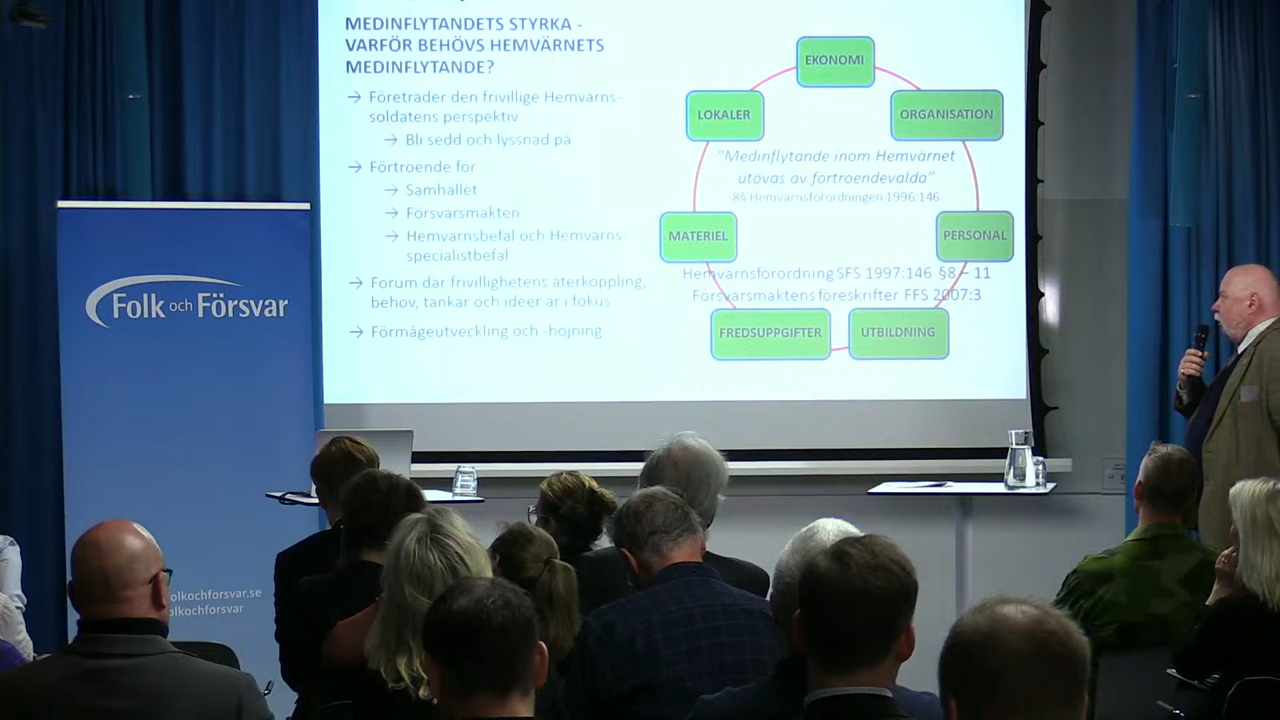 MEDINFLYTANDETS STYRKA -
VARFÖR BEHÖVS HEMVÄRNETS
MEDINFLYTANDE?
→ Företräder den frivillige Hemvärns-
soldatens perspektiv
→ Bli sedd och lyssnad på
→ Förtroende för
→ Samhället
→ Försvarsmakten
→ Hemvärnsbefäl och Hemvärns-
specialistbefäl
→ Forum där frivillighetens återkoppling,
behov, tankar och ideer är i fokus
→ Förmågeutveckling och -höjning
EKONOMI
LOKALER
ORGANISATION
"Medinflytande inom Hemvärnet
utövas av förtroendevalda"
8§ Hemvärnsförordningen 1996:146
MATERIEL
PERSONAL
Hemvärnsförordning SFS 1997:146 §8 – 11
Försvarsmaktens föreskrifter FFS 2007:3
FREDSUPPGIFTER
UTBILDNING
Folk och Försvar
olkochforsvar.se
olkochforsvar